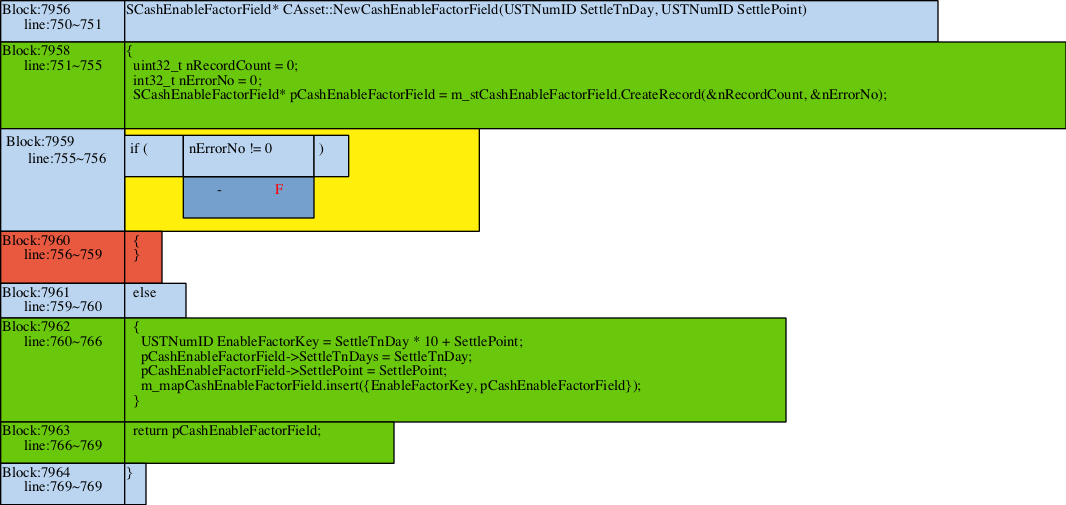 Block:7956
line:750~751
SCashEnableFactorField* CAsset::NewCashEnableFactorField(USTNumID SettleTnDay, USTNumID SettlePoint)
Block:7958
line:751~755
{
uint32_t nRecordCount = 0;
int32_t nErrorNo = 0;
SCashEnableFactorField* pCashEnableFactorField = m_stCashEnableFactorField.CreateRecord(&nRecordCount, &nErrorNo);
Block:7959
line:755~756
if ( nErrorNo != 0 )
- F
Block:7960
line:756~759
{
}
Block:7961
line:759~760
else
Block:7962
line:760~766
{
USTNumID EnableFactorKey = SettleTnDay * 10 + SettlePoint;
pCashEnableFactorField->SettleTnDays = SettleTnDay;
pCashEnableFactorField->SettlePoint = SettlePoint;
m_mapCashEnableFactorField.insert({EnableFactorKey, pCashEnableFactorField});
}
Block:7963
line:766~769
return pCashEnableFactorField;
Block:7964
line:769~769
}